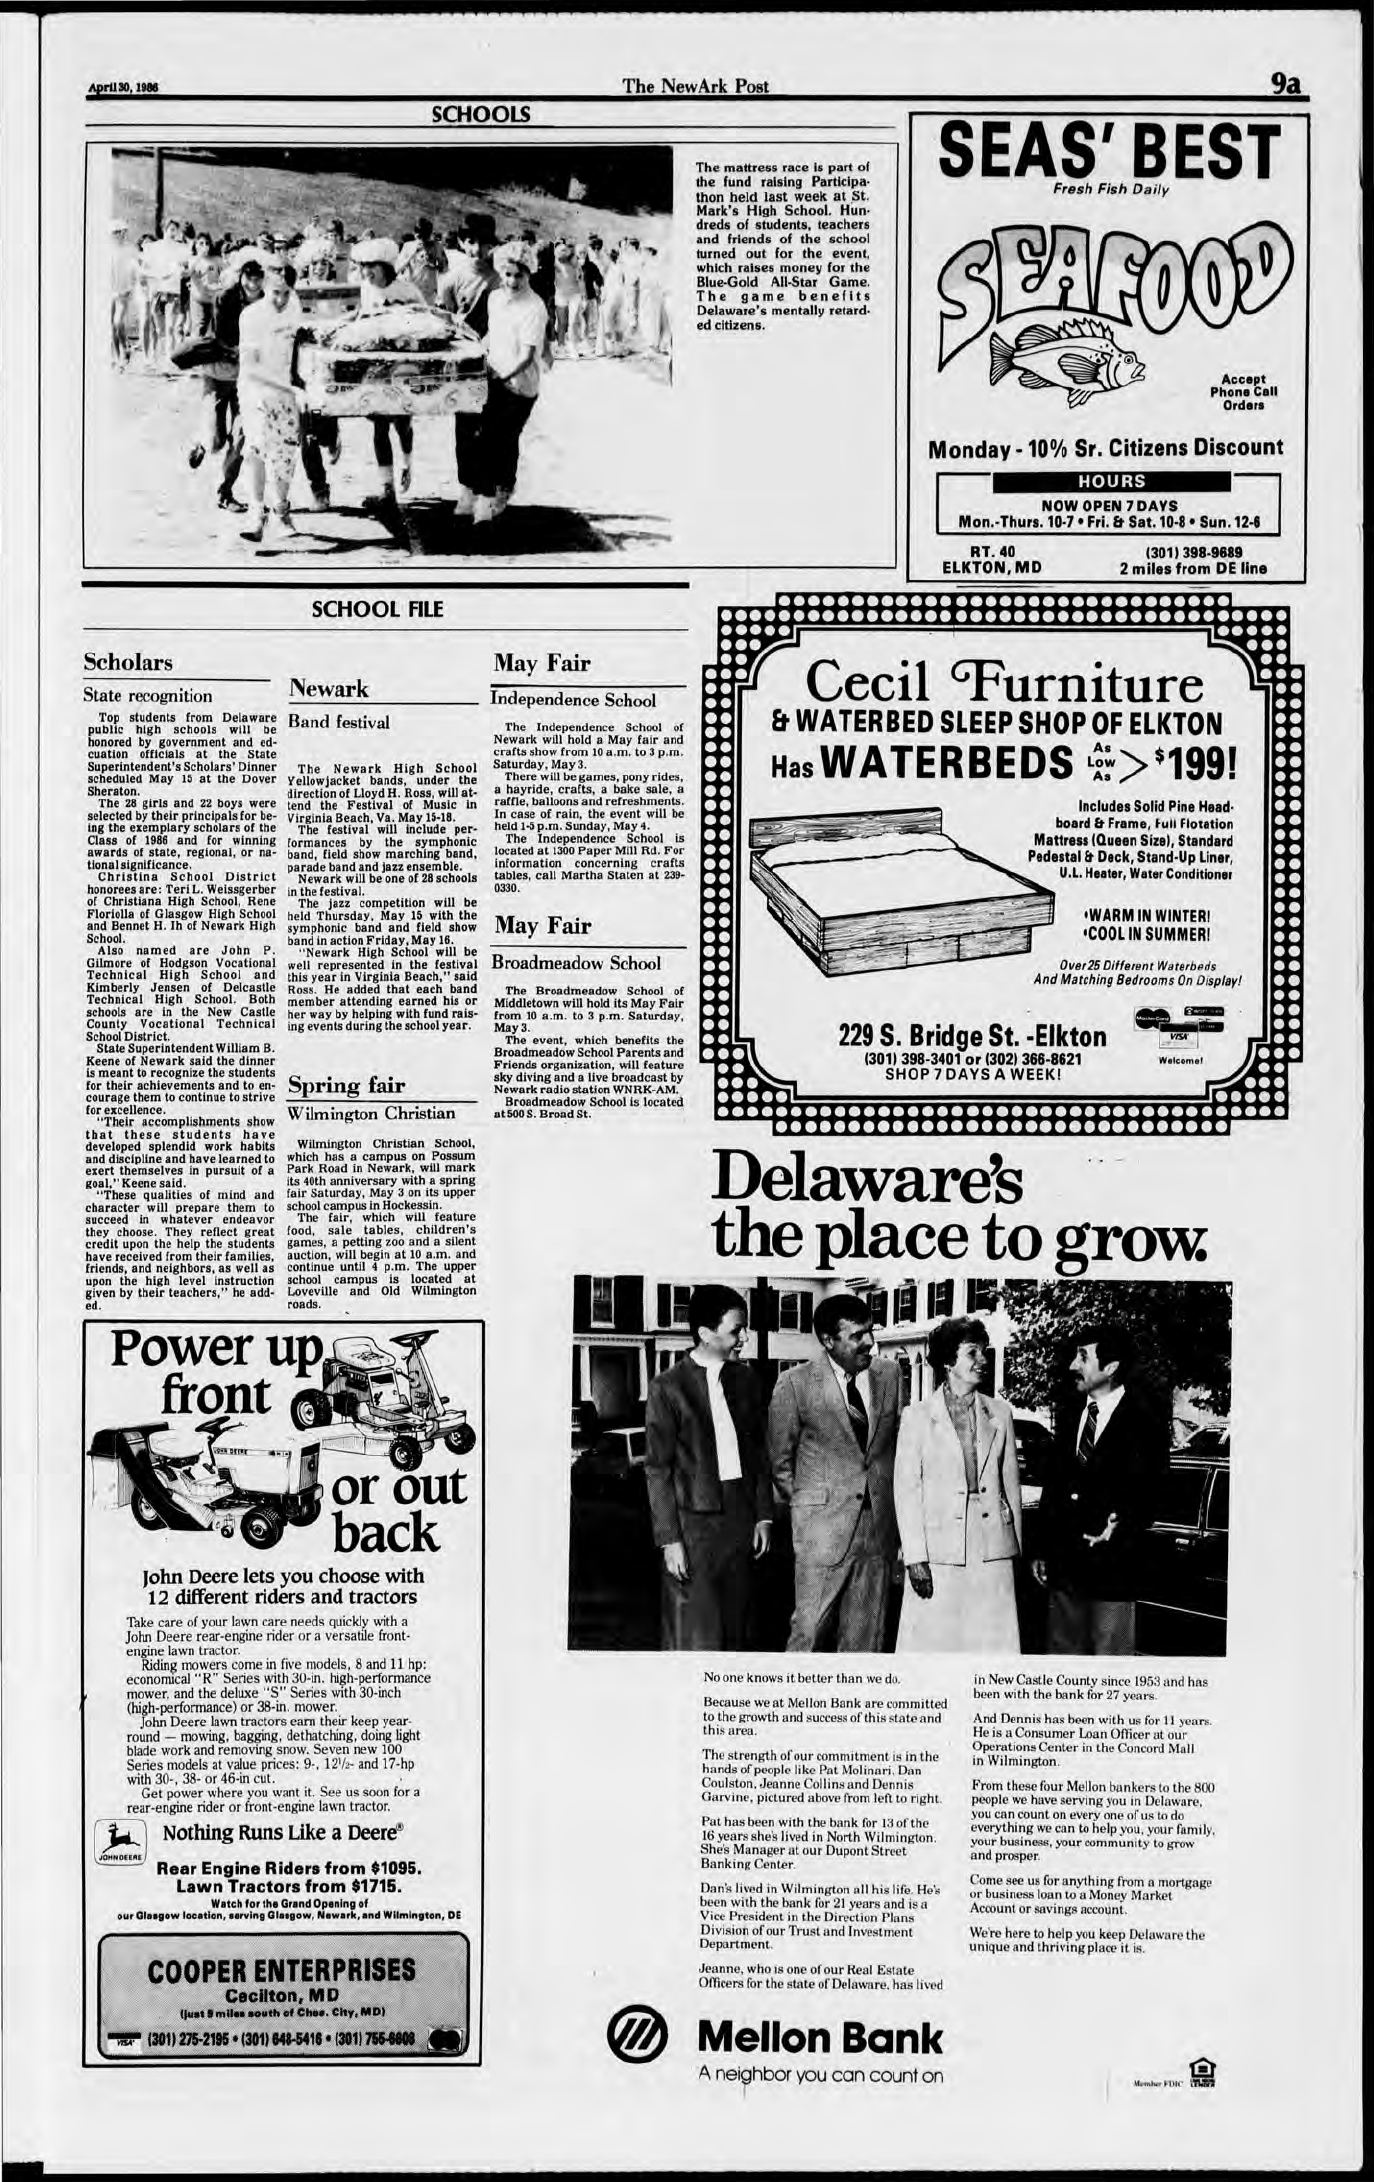 April 30, 1986
The NewArk Post
9a
SCHOOLS
The mattress race is part of
the fund raising Participa-
thon held last week at St.
Mark's High School. Hun-
dreds of students, teachers
and friends of the school
turned out for the event,
which raises money for the
Blue-Gold All-Star Game.
The game benefits
Delaware's mentally retard-
ed citizens.
SEAS' BEST
Fresh Fish Daily
SEAFOOD
Accept
Phone Call
Orders
Monday - 10% Sr. Citizens Discount
HOURS
NOW OPEN 7 DAYS
Mon.-Thurs. 10-7 • Fri. & Sat. 10-8 • Sun. 12-6
RT. 40
ELKTON, MD
(301) 398-9689
2 miles from DE line
SCHOOL FILE
Scholars
State recognition
Top students from Delaware
public high schools will be
honored by government and ed-
cuation officials at the State
Superintendent's Scholars' Dinner
scheduled May 15 at the Dover
Sheraton.
The 28 girls and 22 boys were
selected by their principals for be-
ing the exemplary scholars of the
Class of 1986 and for winning
awards of state, regional, or na-
tional significance.
Christina School District
honorees are: Teri L. Weissgerber
of Christiana High School, Rene
Floriolla of Glasgow High School
and Bennet H. Ih of Newark High
School.
Also named are John P.
Gilmore of Hodgson Vocational
Technical High School and
Kimberly Jensen of Delcastle
Technical High School. Both
schools are in the New Castle
County Vocational Technical
School District.
State Superintendent William B.
Keene of Newark said the dinner
is meant to recognize the students
for their achievements and to en-
courage them to continue to strive
for excellence.
"Their accomplishments show
that these students have
developed splendid work habits
and discipline and have learned to
exert themselves in pursuit of a
goal," Keene said.
"These qualities of mind and
character will prepare them to
succeed in whatever endeavor
they choose. They reflect great
credit upon the help the students
have received from their families,
friends, and neighbors, as well as
upon the high level instruction
given by their teachers," he add-
ed.
Newark
Band festival
The Newark High School
Yellowjacket bands, under the
direction of Lloyd H. Ross, will at-
tend the Festival of Music in
Virginia Beach, Va. May 15-18.
The festival will include per-
formances by the symphonic
band, field show marching band,
parade band and jazz ensemble.
Newark will be one of 28 schools
in the festival.
The jazz competition will be
held Thursday, May 15 with the
symphonic band and field show
band in action Friday, May 16.
"Newark High School will be
well represented in the festival
this year in Virginia Beach," said
Ross. He added that each band
member attending earned his or
her way by helping with fund rais-
ing events during the school year.
Spring fair
Wilmington Christian
Wilmington Christian School,
which has a campus on Possum
Park Road in Newark, will mark
its 40th anniversary with a spring
fair Saturday, May 3 on its upper
school campus in Hockessin.
The fair, which will feature
food, sale tables, children's
games, a petting zoo and a silent
auction, will begin at 10 a.m. and
continue until 4 p.m. The upper
school campus is located at
Loveville and Old Wilmington
roads.
May Fair
Independence School
The Independence School of
Newark will hold a May fair and
crafts show from 10 a.m. to 3 p.m.
Saturday, May 3.
There will be games, pony rides,
a hayride, crafts, a bake sale, a
raffle, balloons and refreshments.
In case of rain, the event will be
held 1-5 p.m. Sunday, May 4.
The Independence School is
located at 1300 Paper Mill Rd. For
information concerning crafts
tables, call Martha Staten at 239-
0330.
May Fair
Broadmeadow School
The Broadmeadow School of
Middletown will hold its May Fair
from 10 a.m. to 3 p.m. Saturday,
May 3.
The event, which benefits the
Broadmeadow School Parents and
Friends organization, will feature
sky diving and a live broadcast by
Newark radio station WNRK-AM.
Broadmeadow School is located
at 500 S. Broad St.
Cecil Furniture
& WATERBED SLEEP SHOP OF ELKTON
Has WATERBEDS As Low As > $199!
Includes Solid Pine Head-
board & Frame, Full Flotation
Mattress (Queen Size), Standard
Pedestal & Deck, Stand-Up Liner,
U.L. Heater, Water Conditioner
•WARM IN WINTER!
•COOL IN SUMMER!
Over 25 Different Waterbeds
And Matching Bedrooms On Display!
229 S. Bridge St. -Elkton
(301) 398-3401 or (302) 366-8621
SHOP 7 DAYS A WEEK!
MasterCard
VISA
Welcome!
Power up
front
or out
back
JOHN DEERE
John Deere lets you choose with
12 different riders and tractors
Take care of your lawn care needs quickly with a
John Deere rear-engine rider or a versatile front-
engine lawn tractor.
Riding mowers come in five models, 8 and 11 hp:
economical "R" Series with 30-in. high-performance
mower, and the deluxe "S" Series with 30-inch
(high-performance) or 38-in. mower.
John Deere lawn tractors earn their keep year-
round — mowing, bagging, dethatching, doing light
blade work and removing snow. Seven new 100
Series models at value prices: 9-, 12½- and 17-hp
with 30-, 38- or 46-in cut.
Get power where you want it. See us soon for a
rear-engine rider or front-engine lawn tractor.
JOHN DEERE
Nothing Runs Like a Deere®
Rear Engine Riders from $1095.
Lawn Tractors from $1715.
Watch for the Grand Opening of
our Glasgow location, serving Glasgow, Newark, and Wilmington, DE
COOPER ENTERPRISES
Cecilton, MD
(just 9 miles south of Ches. City, MD)
VISA
(301) 275-2195 • (301) 648-5416 • (301) 755-6608
Delaware's
the place to grow.
No one knows it better than we do.
Because we at Mellon Bank are committed
to the growth and success of this state and
this area.
The strength of our commitment is in the
hands of people like Pat Molinari, Dan
Coulston, Jeanne Collins and Dennis
Garvine, pictured above from left to right.
Pat has been with the bank for 13 of the
16 years she's lived in North Wilmington.
She's Manager at our Dupont Street
Banking Center.
Dan's lived in Wilmington all his life. He's
been with the bank for 21 years and is a
Vice President in the Direction Plans
Division of our Trust and Investment
Department.
Jeanne, who is one of our Real Estate
Officers for the state of Delaware, has lived
in New Castle County since 1953 and has
been with the bank for 27 years.
And Dennis has been with us for 11 years.
He is a Consumer Loan Officer at our
Operations Center in the Concord Mall
in Wilmington.
From these four Mellon bankers to the 800
people we have serving you in Delaware,
you can count on every one of us to do
everything we can to help you, your family,
your business, your community to grow
and prosper.
Come see us for anything from a mortgage
or business loan to a Money Market
Account or savings account.
We're here to help you keep Delaware the
unique and thriving place it is.
Mellon Bank
A neighbor you can count on
Member FDIC